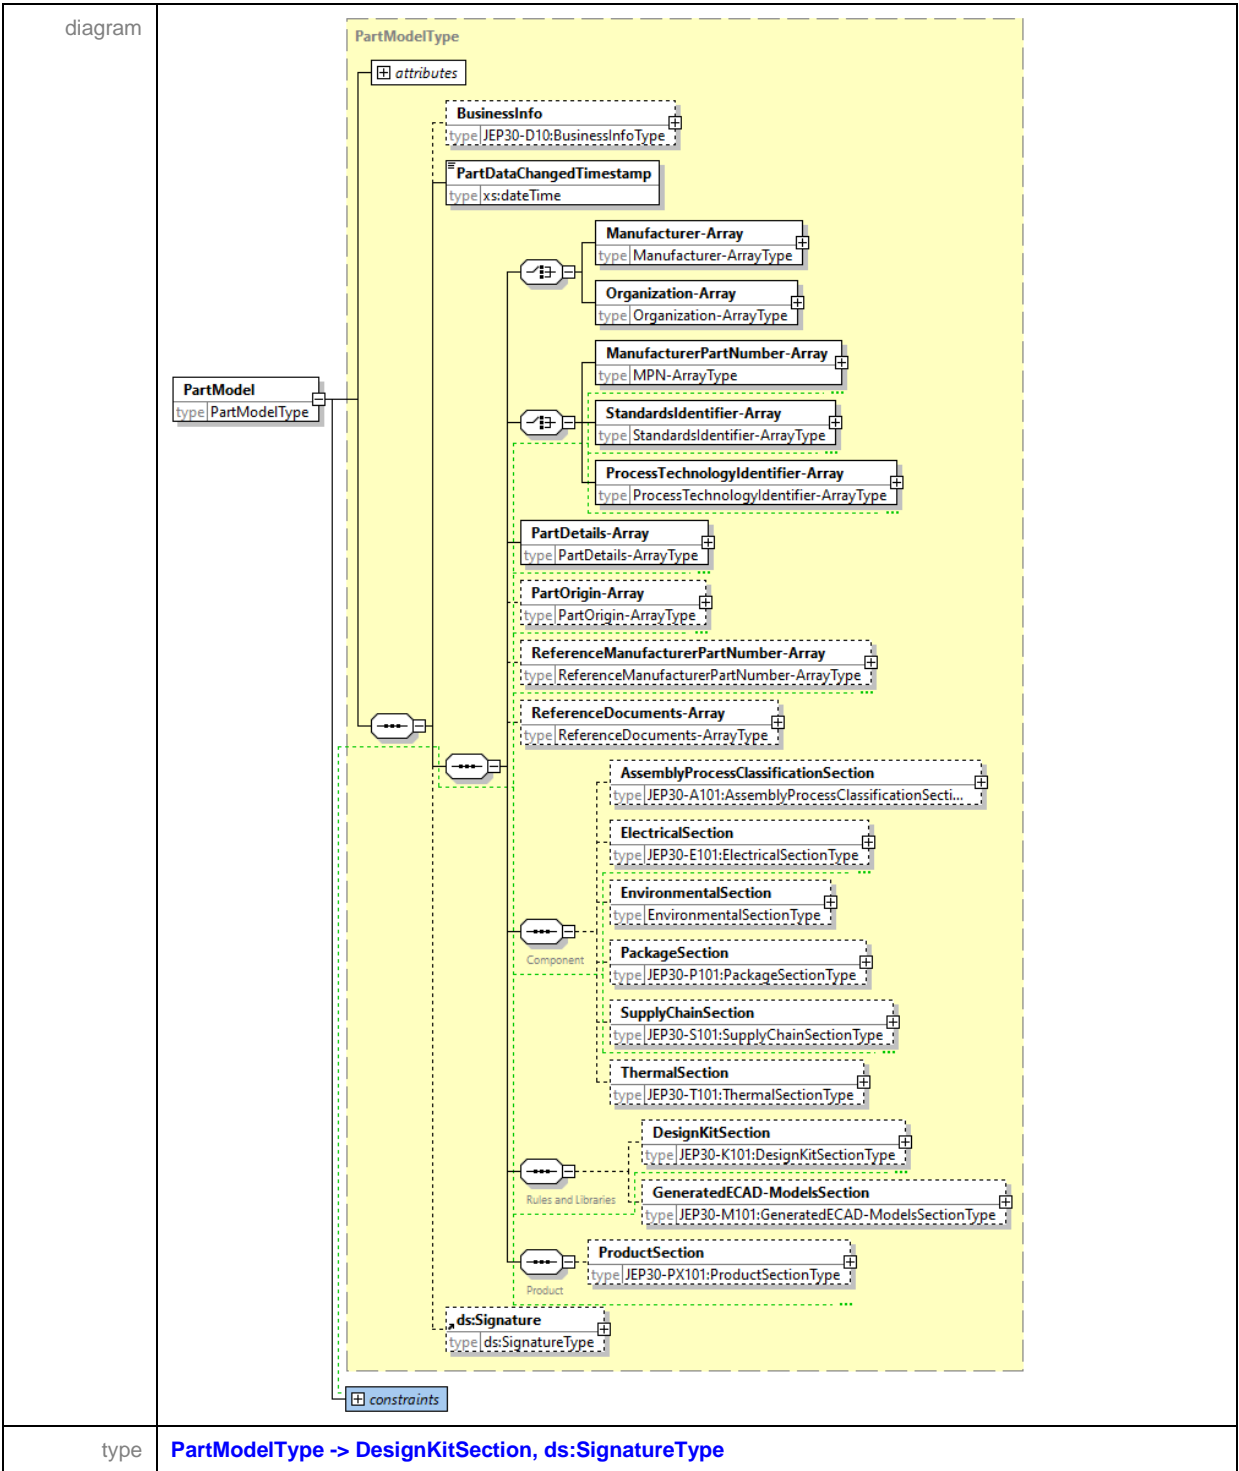 diagram
PartModelType
attributes
BusinessInfo
type JEP30-D10:BusinessInfoType
PartDataChangedTimestamp
type xs:dateTime
Manufacturer-Array
type Manufacturer-ArrayType
Organization-Array
type Organization-ArrayType
ManufacturerPartNumber-Array
type MPN-ArrayType
PartModel
type PartModelType
StandardsIdentifier-Array
type StandardsIdentifier-ArrayType
ProcessTechnologyIdentifier-Array
type ProcessTechnologyIdentifier-ArrayType
PartDetails-Array
type PartDetails-ArrayType
PartOrigin-Array
type PartOrigin-ArrayType
ReferenceManufacturerPartNumber-Array
type ReferenceManufacturerPartNumber-ArrayType
ReferenceDocuments-Array
type ReferenceDocuments-ArrayType
AssemblyProcessClassificationSection
type JEP30-A101:AssemblyProcessClassificationSecti...
ElectricalSection
type JEP30-E101:ElectricalSectionType
EnvironmentalSection
type EnvironmentalSectionType
Component
PackageSection
type JEP30-P101:PackageSectionType
SupplyChainSection
type JEP30-S101:SupplyChainSectionType
ThermalSection
type JEP30-T101:ThermalSectionType
DesignKitSection
type JEP30-K101:DesignKitSectionType
Rules and Libraries
GeneratedECAD-ModelsSection
type JEP30-M101:GeneratedECAD-ModelsSectionType
ProductSection
type JEP30-PX101:ProductSectionType
Product
ds:Signature
type ds:SignatureType
constraints
type PartModelType -> DesignKitSection, ds:SignatureType